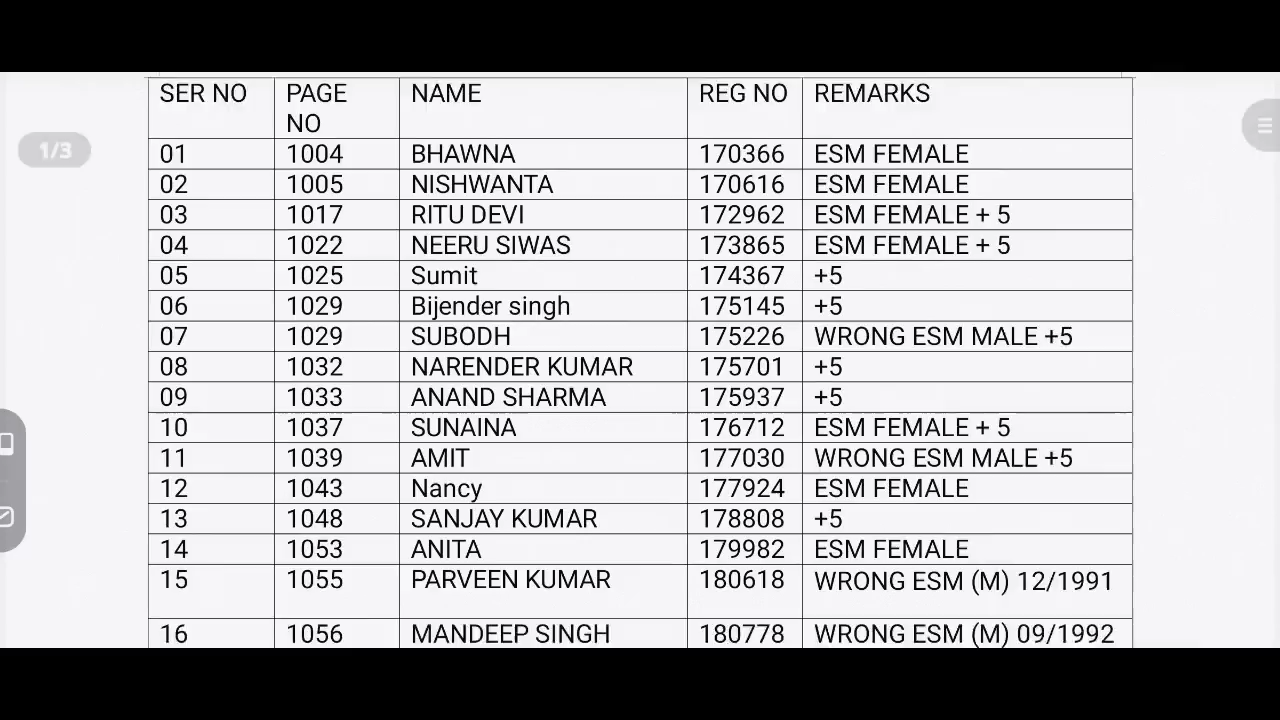 SER NO PAGE NO NAME REG NO REMARKS
1/3
01 1004 BHAWNA 170366 ESM FEMALE
02 1005 NISHWANTA 170616 ESM FEMALE
03 1017 RITU DEVI 172962 ESM FEMALE + 5
04 1022 NEERU SIWAS 173865 ESM FEMALE + 5
05 1025 Sumit 174367 +5
06 1029 Bijender singh 175145 +5
07 1029 SUBODH 175226 WRONG ESM MALE +5
08 1032 NARENDER KUMAR 175701 +5
09 1033 ANAND SHARMA 175937 +5
10 1037 SUNAINA 176712 ESM FEMALE + 5
11 1039 AMIT 177030 WRONG ESM MALE +5
12 1043 Nancy 177924 ESM FEMALE
13 1048 SANJAY KUMAR 178808 +5
14 1053 ANITA 179982 ESM FEMALE
15 1055 PARVEEN KUMAR 180618 WRONG ESM (M) 12/1991
16 1056 MANDEEP SINGH 180778 WRONG ESM (M) 09/1992